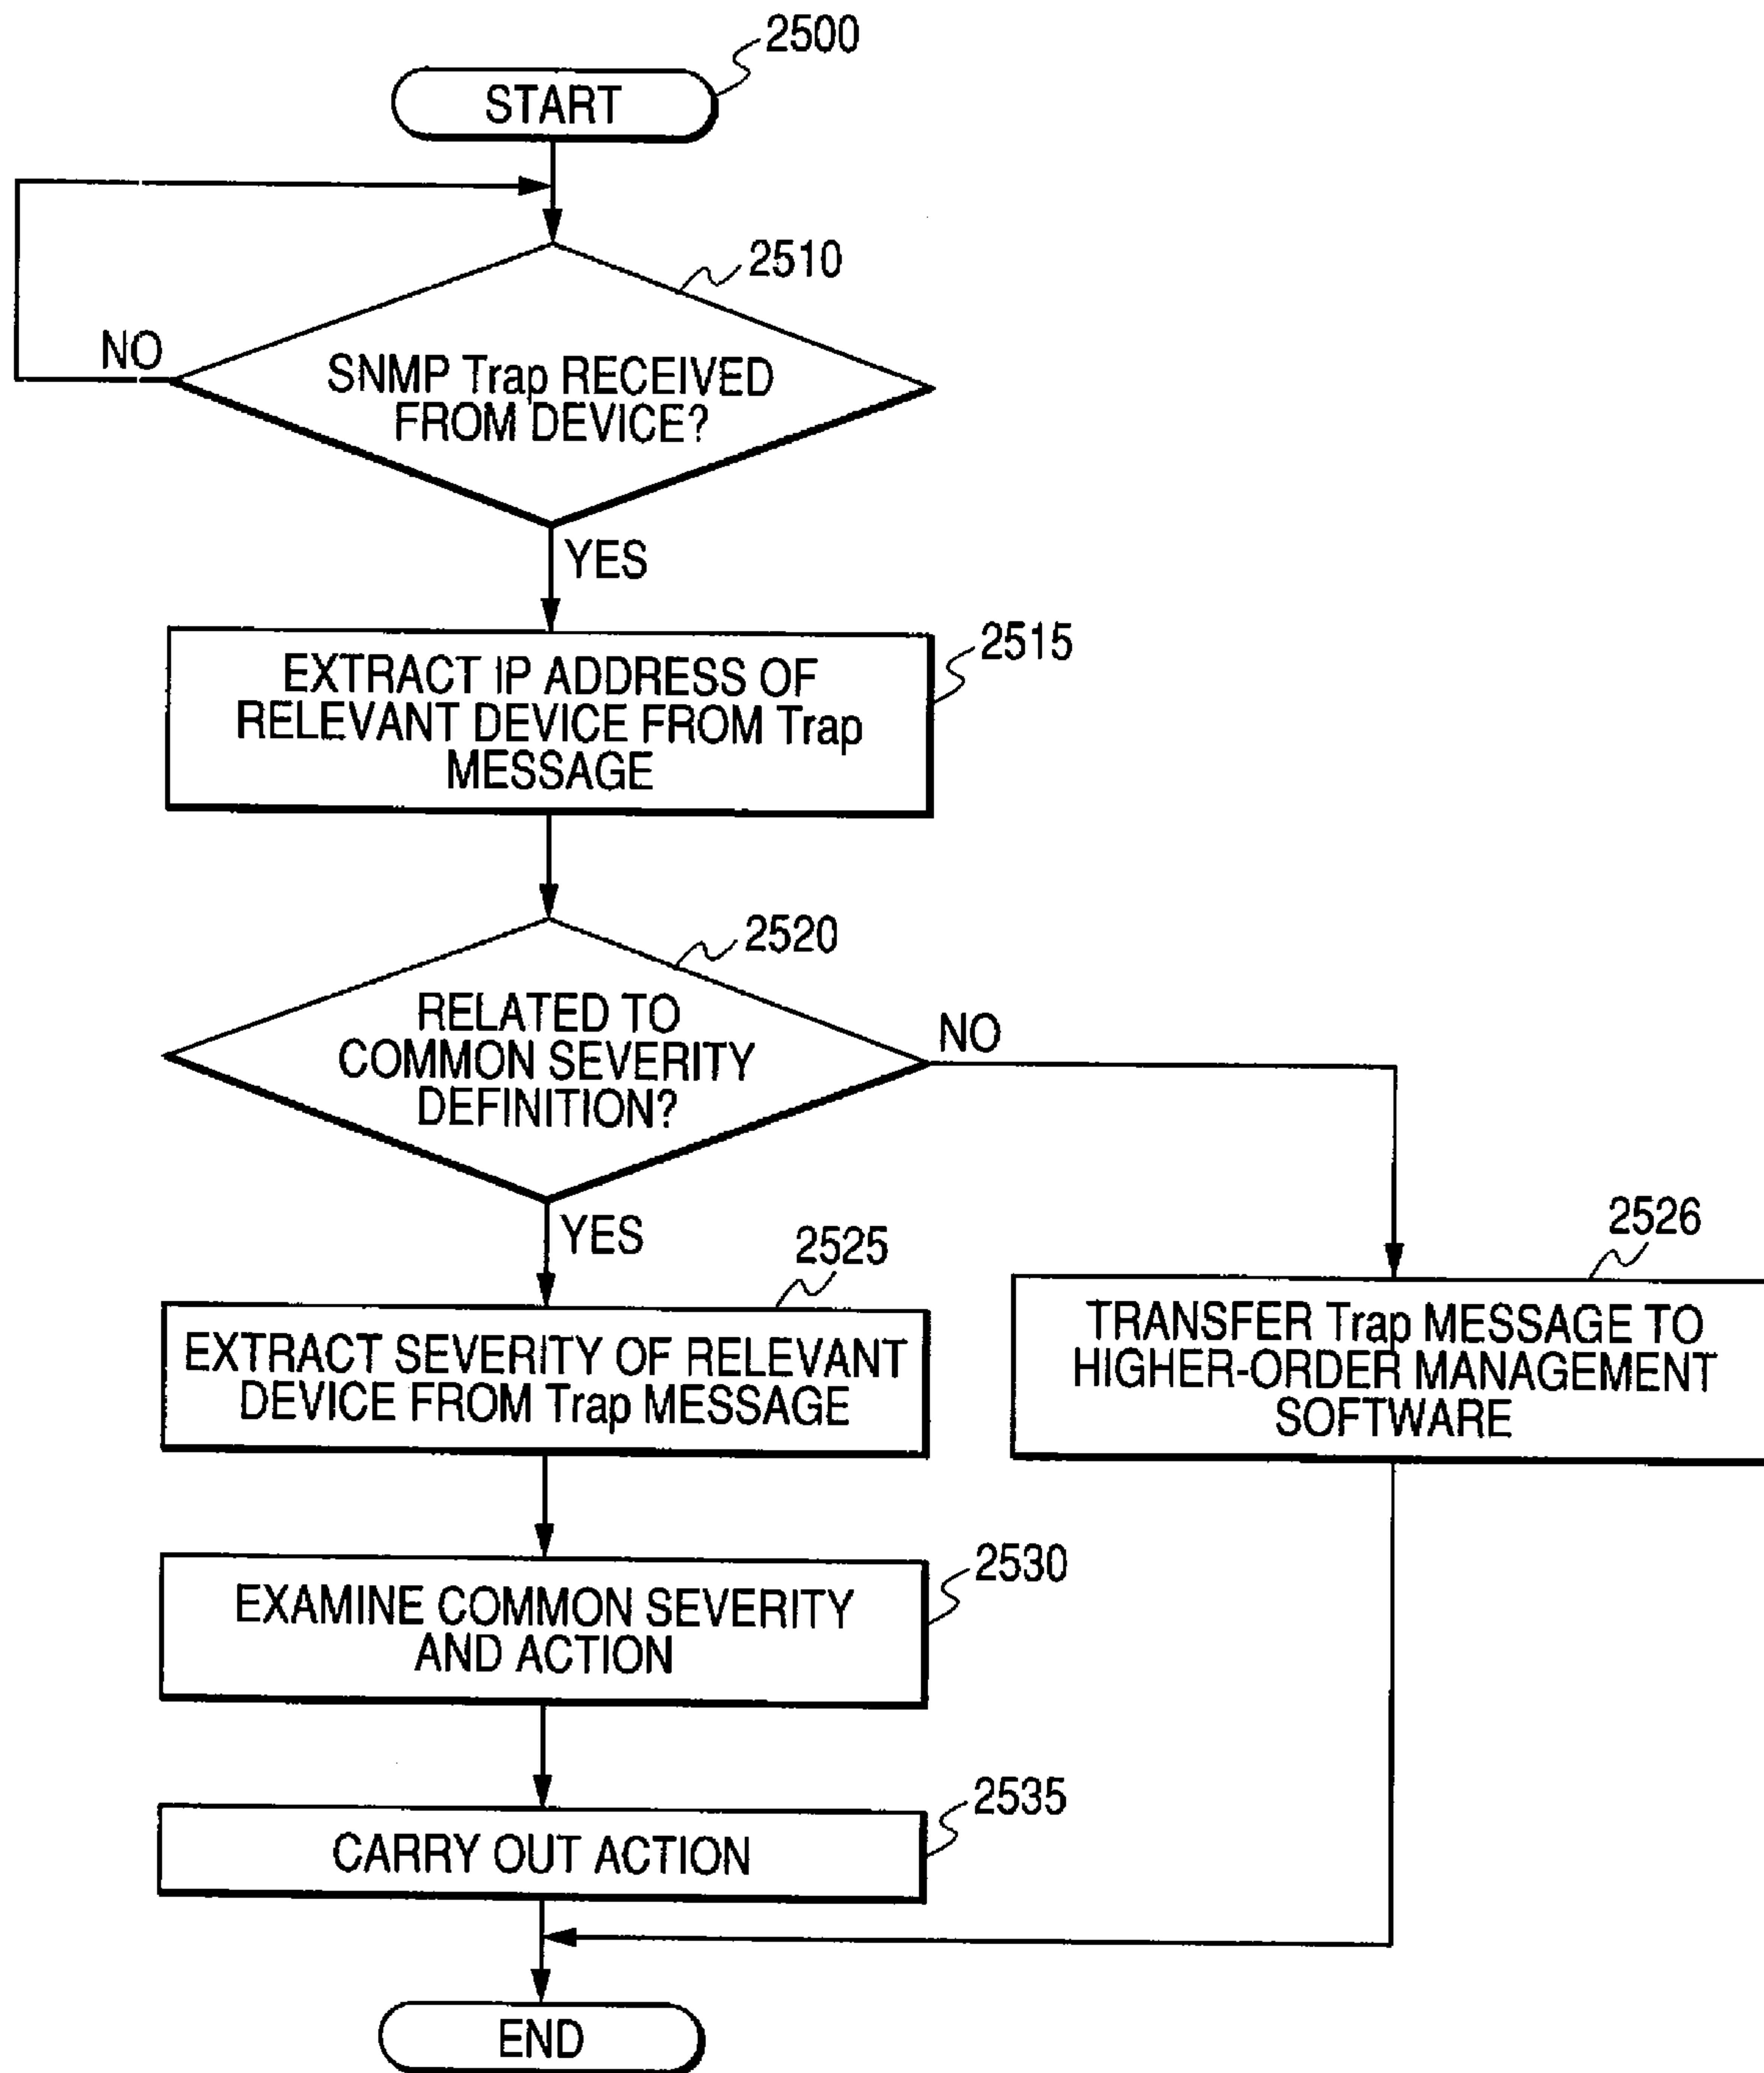 2500
START
2510
NO
SNMP Trap RECEIVED
FROM DEVICE?
YES
2515
EXTRACT IP ADDRESS OF
RELEVANT DEVICE FROM Trap
MESSAGE
2520
RELATED TO
COMMON SEVERITY
DEFINITION?
NO
YES
2525
2526
EXTRACT SEVERITY OF RELEVANT
DEVICE FROM Trap MESSAGE
TRANSFER Trap MESSAGE TO
HIGHER-ORDER MANAGEMENT
SOFTWARE
2530
EXAMINE COMMON SEVERITY
AND ACTION
2535
CARRY OUT ACTION
END